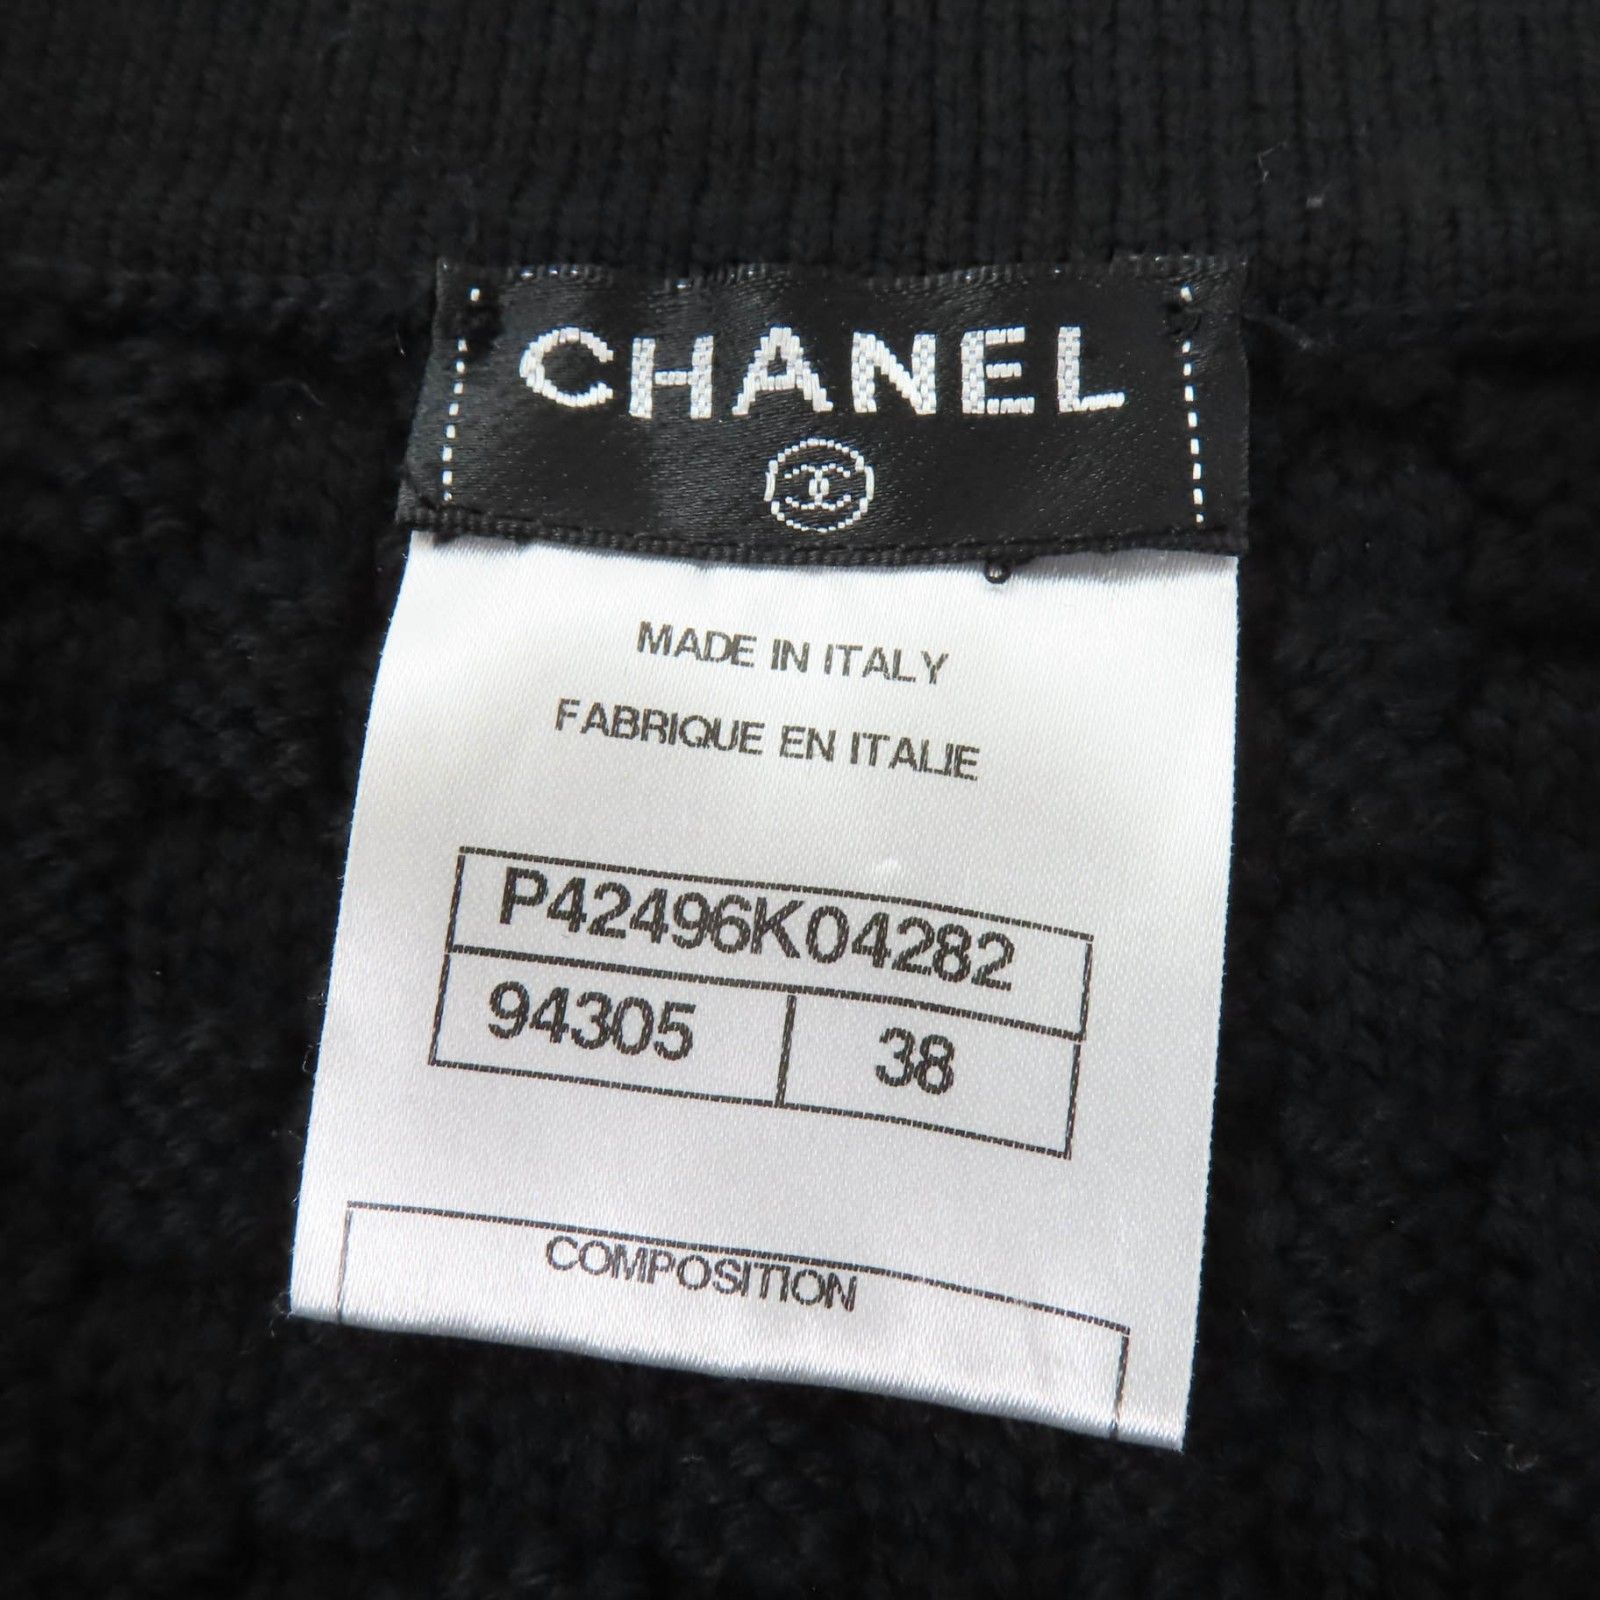 CHANEL
MADE IN ITALY
FABRIQUE EN ITALIE
P42496K04282
94305 38
COMPOSITION